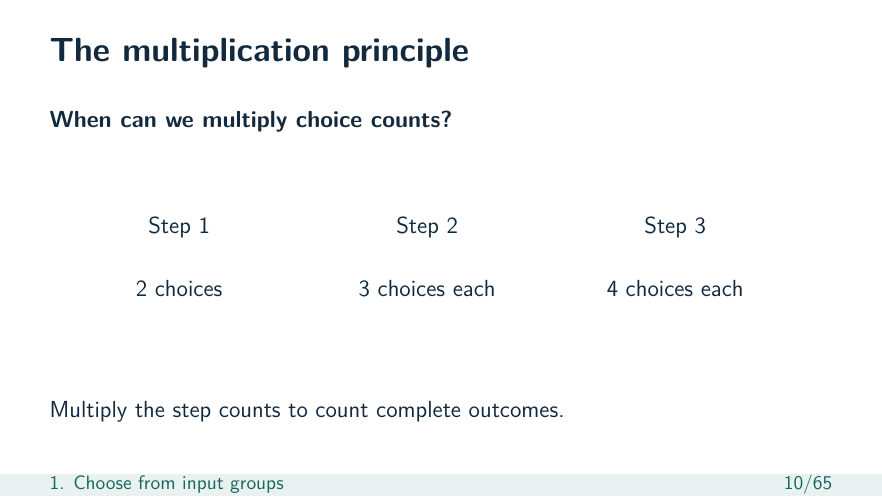 The multiplication principle
When can we multiply choice counts?
Step 1 Step 2 Step 3
2 choices 3 choices each 4 choices each
Multiply the step counts to count complete outcomes.
1. Choose from input groups 10/65